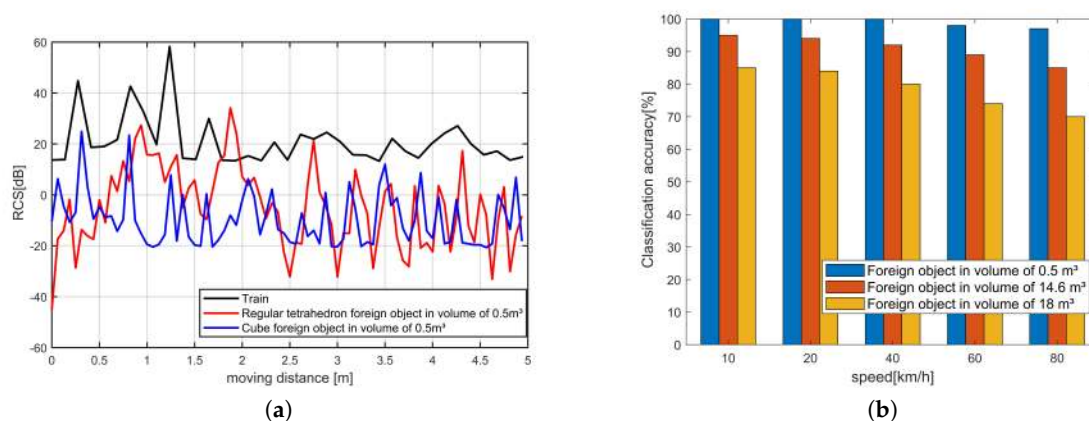 60
40
20
0
-20
-40
-60
RCS[dB]
0 0.5 1 1.5 2 2.5 3 3.5 4 4.5 5
moving distance [m]
Train
Regular tetrahedron foreign object in volume of 0.5m³
Cube foreign object in volume of 0.5m³
(a)
100
90
80
70
60
50
40
30
20
10
0
Classification accuracy[%]
10 20 40 60 80
speed[km/h]
Foreign object in volume of 0.5 m³
Foreign object in volume of 14.6 m³
Foreign object in volume of 18 m³
(b)